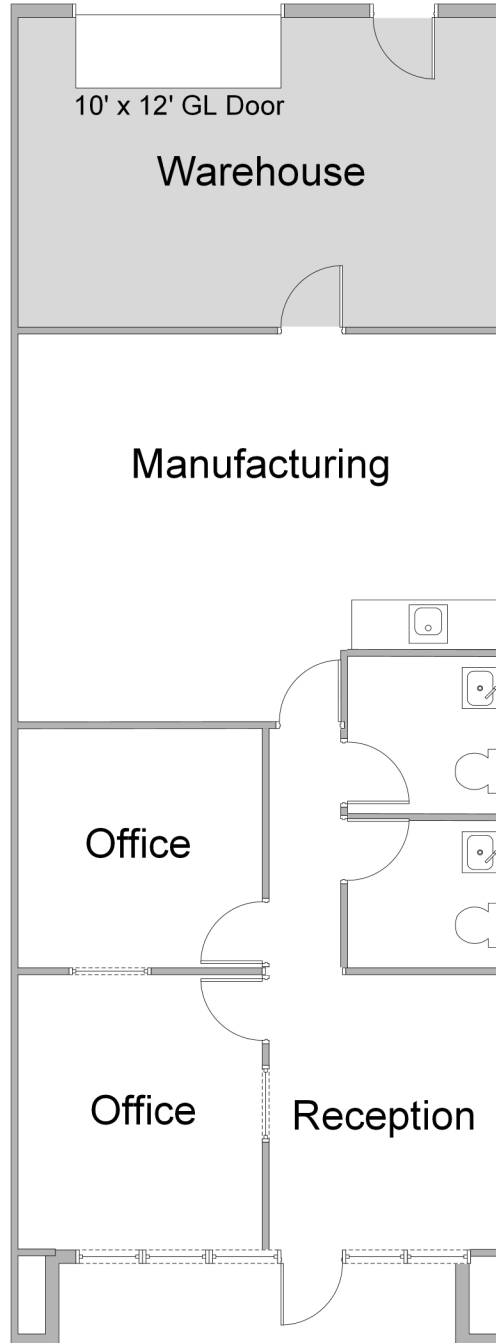 10' x 12' GL Door
Warehouse
Manufacturing
Office
Office
Reception